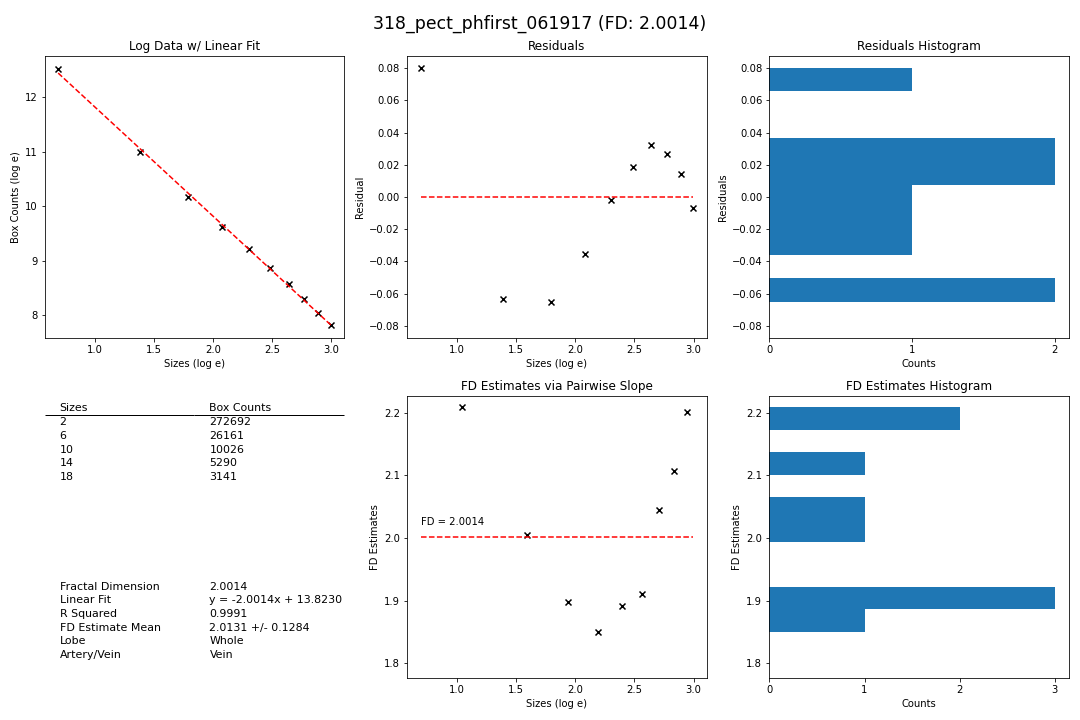 318_pect_phfirst_061917 (FD: 2.0014)
Log Data w/ Linear Fit
Box Counts (log e)
12
11
10
9
8
1.0 1.5 2.0 2.5 3.0
Sizes (log e)
Residuals
Residual
0.08
0.06
0.04
0.02
0.00
−0.02
−0.04
−0.06
−0.08
1.0 1.5 2.0 2.5 3.0
Sizes (log e)
Residuals Histogram
Residuals
0.08
0.06
0.04
0.02
0.00
−0.02
−0.04
−0.06
−0.08
0 1 2
Counts
Sizes Box Counts
2 272692
6 26161
10 10026
14 5290
18 3141
Fractal Dimension 2.0014
Linear Fit y = -2.0014x + 13.8230
R Squared 0.9991
FD Estimate Mean 2.0131 +/- 0.1284
Lobe Whole
Artery/Vein Vein
FD Estimates via Pairwise Slope
FD Estimates
2.2
2.1
2.0
1.9
1.8
FD = 2.0014
1.0 1.5 2.0 2.5 3.0
Sizes (log e)
FD Estimates Histogram
FD Estimates
2.2
2.1
2.0
1.9
1.8
0 1 2 3
Counts